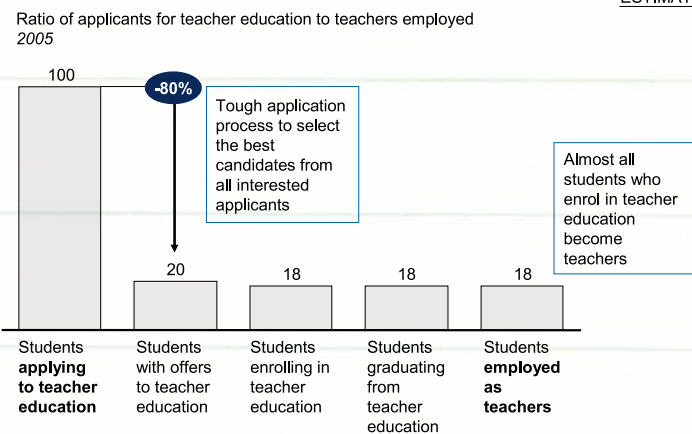 Ratio of applicants for teacher education to teachers employed
2005
100
-80%
Tough application
process to select
the best
candidates from
all interested
applicants
Almost all
students who
enrol in teacher
education
become
teachers
20
18
18
18
Students
applying
to teacher
education
Students
with offers
to teacher
education
Students
enrolling in
teacher
education
Students
graduating
from
teacher
education
Students
employed
as
teachers